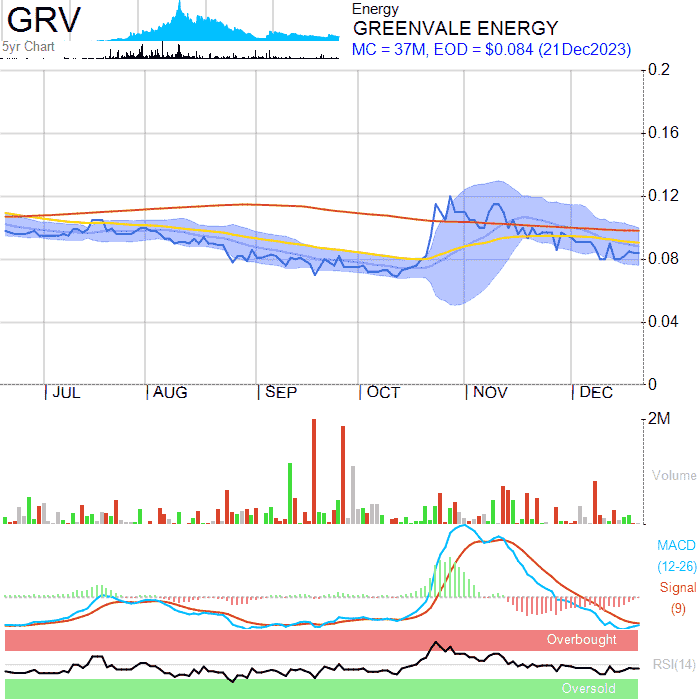 GRV
5yr Chart
Energy
GREENVALE ENERGY
MC = 37M, EOD = $0.084 (21Dec2023)
0.2
0.16
0.12
0.08
0.04
0
JUL AUG SEP OCT NOV DEC
2M
Volume
MACD
(12-26)
Signal
(9)
Overbought
RSI(14)
Oversold